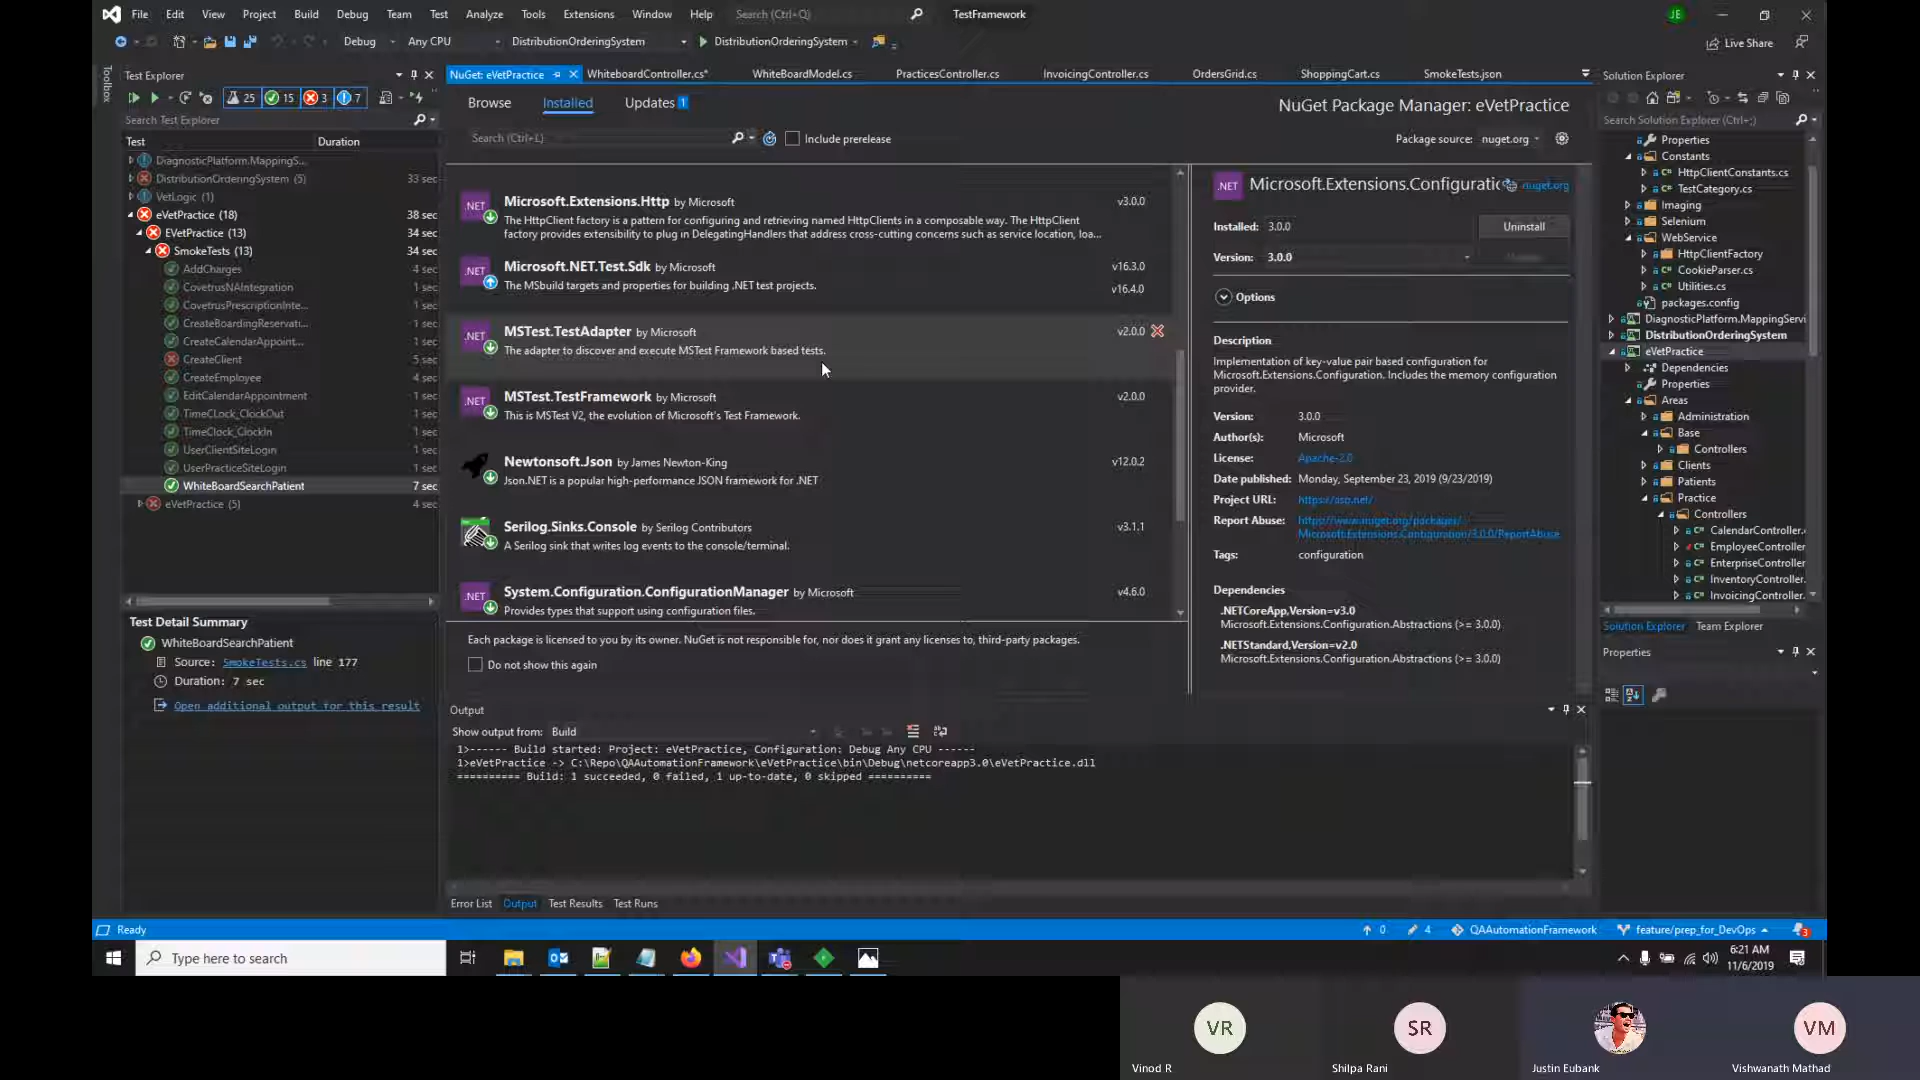 File Edit View Project Build Debug Team Test Analyze Tools Extensions Window Help Search (Ctrl+Q) TestFramework JE
Debug Any CPU DistributionOrderingSystem DistributionOrderingSystem Live Share
Toolbox
Test Explorer
25 15 3 7
Search Test Explorer
Test Duration
DiagnosticPlatform.MappingS...
DistributionOrderingSystem (5) 33 sec
VetLogic (1)
eVetPractice (18) 38 sec
EVetPractice (13) 34 sec
SmokeTests (13) 34 sec
AddCharges 4 sec
CovetrusNAIntegration 1 sec
CovetrusPrescriptionInte... 1 sec
CreateBoardingReservati... 1 sec
CreateCalendarAppoint... 1 sec
CreateClient 5 sec
CreateEmployee 4 sec
EditCalendarAppointment 1 sec
TimeCLock_ClockOut 1 sec
TimeClock_ClockIn 1 sec
UserClientSiteLogin 1 sec
UserPracticeSiteLogin 1 sec
WhiteBoardSearchPatient 7 sec
eVetPractice (5) 4 sec
Test Detail Summary
WhiteBoardSearchPatient
Source: SmokeTests.cs line 177
Duration: 7 sec
Open additional output for this result
NuGet: eVetPractice WhiteboardController.cs* WhiteBoardModel.cs PracticesController.cs InvoicingController.cs OrdersGrid.cs ShoppingCart.cs SmokeTests.json
Browse Installed Updates 1 NuGet Package Manager: eVetPractice
Search (Ctrl+L) Include prerelease Package source: nuget.org
Microsoft.Extensions.Http by Microsoft v3.0.0
The HttpClient factory is a pattern for configuring and retrieving named HttpClients in a composable way. The HttpClient
factory provides extensibility to plug in DelegatingHandlers that address cross-cutting concerns such as service location, loa...
Microsoft.NET.Test.Sdk by Microsoft v16.3.0
The MSbuild targets and properties for building .NET test projects. v16.4.0
MSTest.TestAdapter by Microsoft v2.0.0
The adapter to discover and execute MSTest Framework based tests.
MSTest.TestFramework by Microsoft v2.0.0
This is MSTest V2, the evolution of Microsoft's Test Framework.
Newtonsoft.Json by James Newton-King v12.0.2
Json.NET is a popular high-performance JSON framework for .NET
Serilog.Sinks.Console by Serilog Contributors v3.1.1
A Serilog sink that writes log events to the console/terminal.
System.Configuration.ConfigurationManager by Microsoft v4.6.0
Provides types that support using configuration files.
Each package is licensed to you by its owner. NuGet is not responsible for, nor does it grant any licenses to, third-party packages.
Do not show this again
.NET Microsoft.Extensions.Configuratic nuget.org
Installed: 3.0.0 Uninstall
Version: 3.0.0
Options
Description
Implementation of key-value pair based configuration for
Microsoft.Extensions.Configuration. Includes the memory configuration
provider.
Version: 3.0.0
Author(s): Microsoft
License: Apache-2.0
Date published: Monday, September 23, 2019 (9/23/2019)
Project URL: https://asp.net/
Report Abuse: https://www.nuget.org/packages/
Microsoft.Extensions.Configuration/3.0.0/ReportAbuse
Tags: configuration
Dependencies
.NETCoreApp,Version=v3.0
Microsoft.Extensions.Configuration.Abstractions (>= 3.0.0)
.NETStandard,Version=v2.0
Microsoft.Extensions.Configuration.Abstractions (>= 3.0.0)
Output
Show output from: Build
1>------ Build started: Project: eVetPractice, Configuration: Debug Any CPU ------
1>eVetPractice -> C:\Repo\QAAutomationFramework\eVetPractice\bin\Debug\netcoreapp3.0\eVetPractice.dll
========== Build: 1 succeeded, 0 failed, 1 up-to-date, 0 skipped ==========
Error List Output Test Results Test Runs
Solution Explorer
Search Solution Explorer (Ctrl+;)
Properties
Constants
HttpClientConstants.cs
TestCategory.cs
Imaging
Selenium
WebService
HttpClientFactory
CookieParser.cs
Utilities.cs
packages.config
DiagnosticPlatform.MappingServi
DistributionOrderingSystem
eVetPractice
Dependencies
Properties
Areas
Administration
Base
Controllers
Clients
Patients
Practice
Controllers
CalendarController.
EmployeeController
EnterpriseController
InventoryController.
InvoicingController.
Solution Explorer Team Explorer
Properties
Ready 0 4 QAAutomationFramework feature/prep_for_DevOps 3
Type here to search 6:21 AM
11/6/2019
VR SR VM
Vinod R Shilpa Rani Justin Eubank Vishwanath Mathad